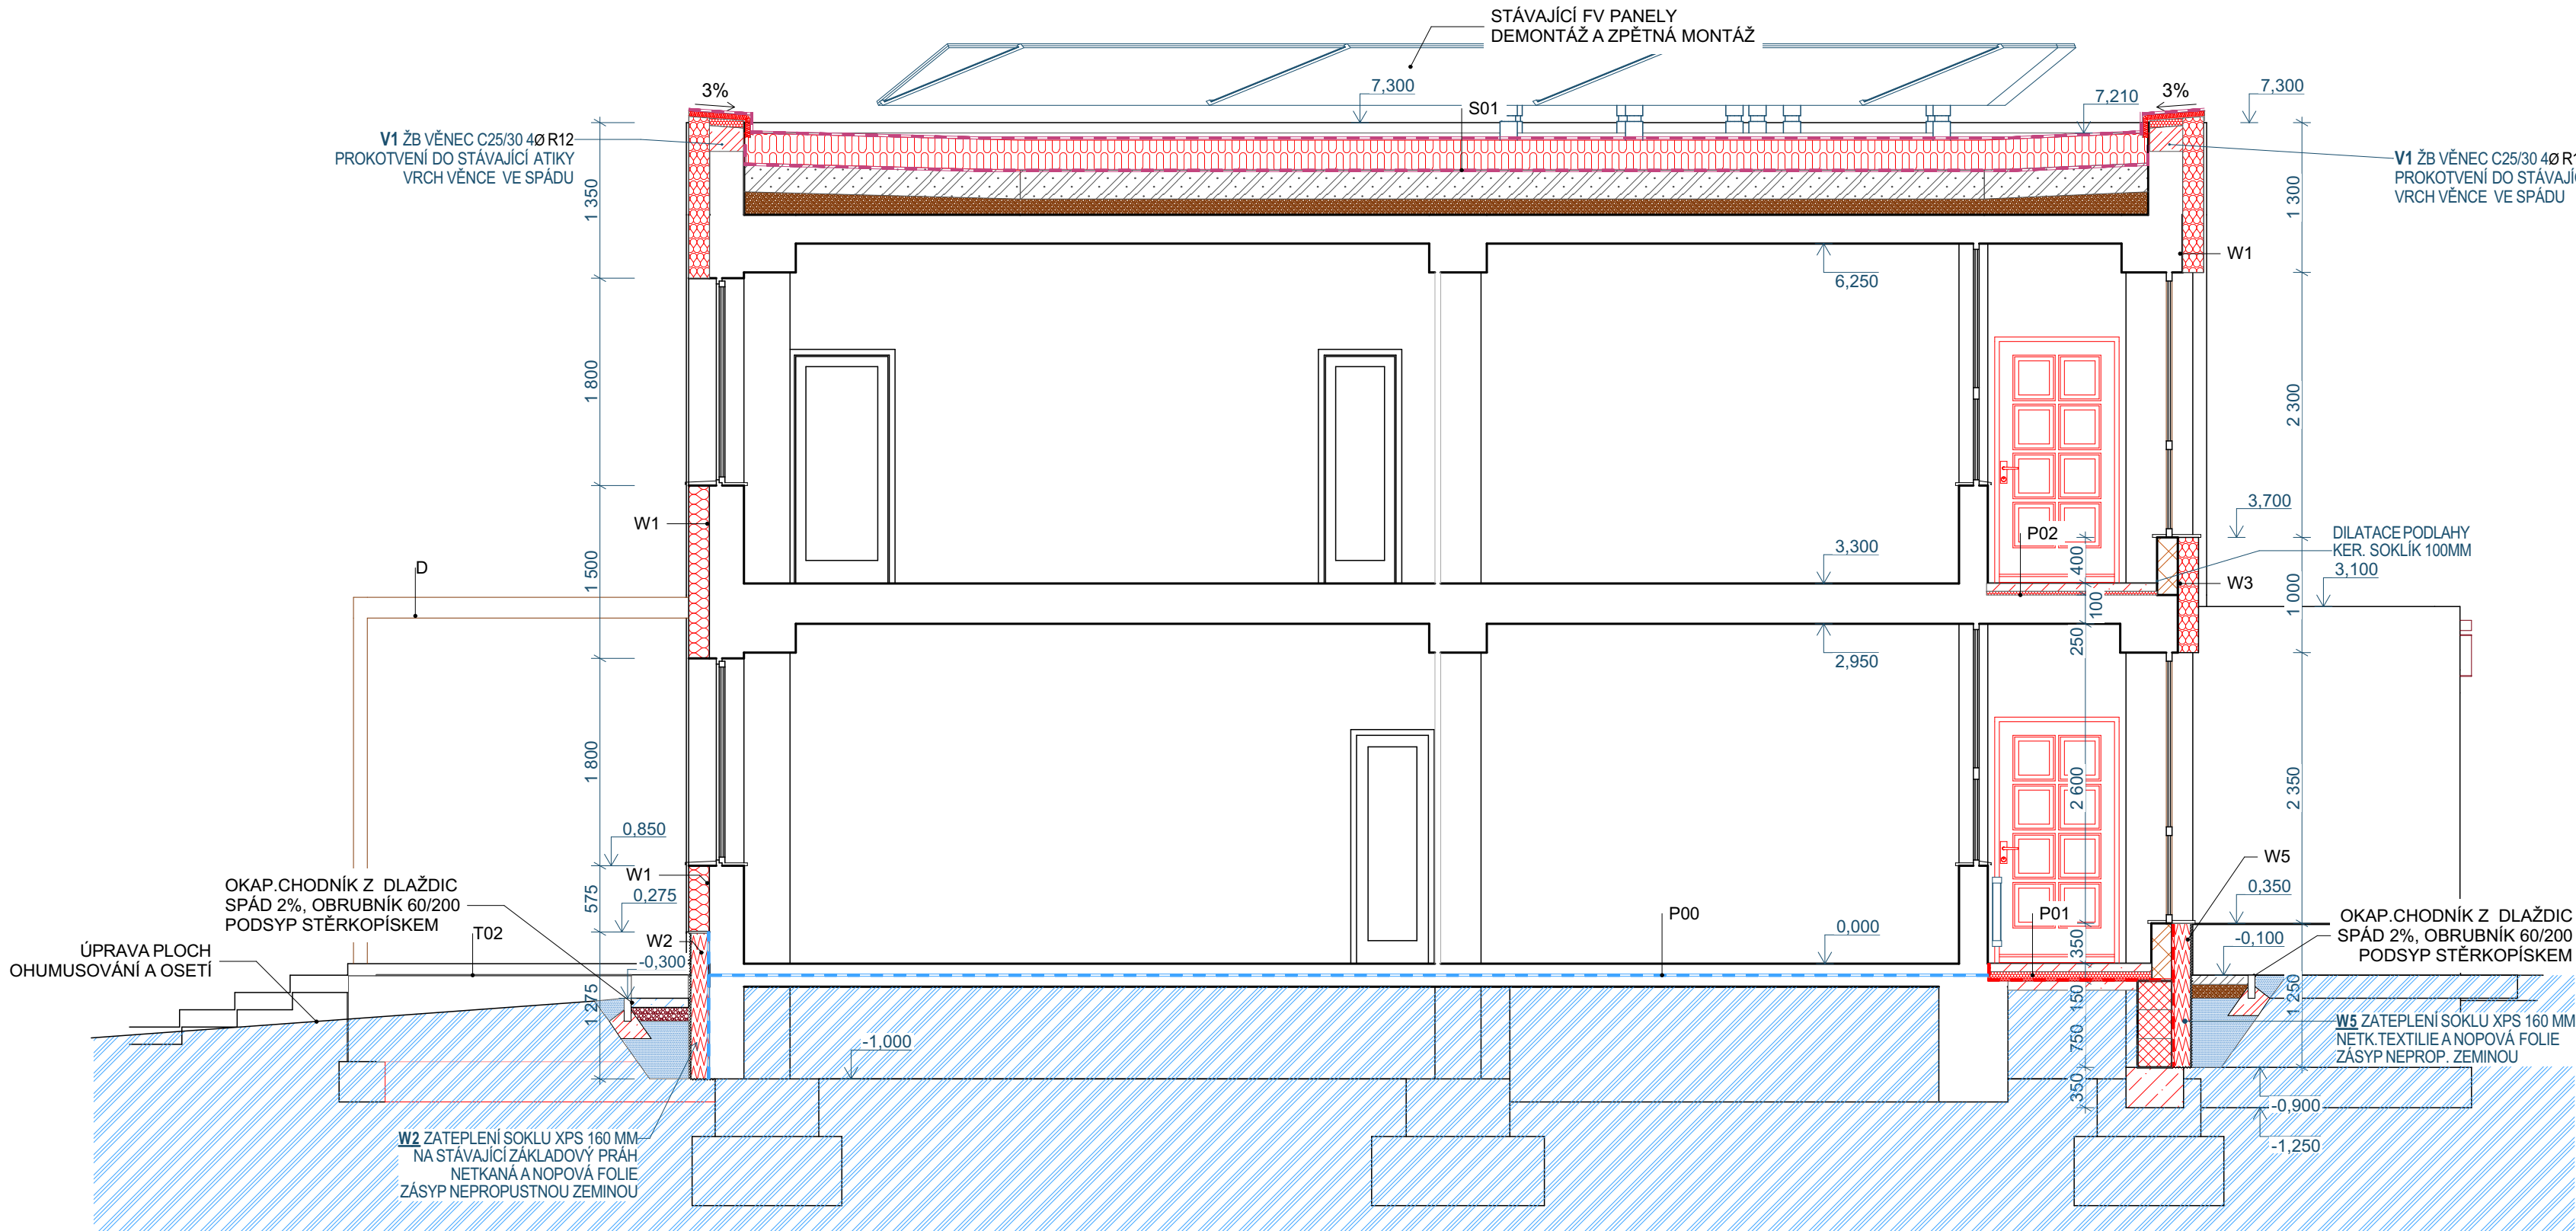 STÁVAJÍCÍ FV PANELY
DEMONTÁŽ A ZPĚTNÁ MONTÁŽ
3%
7,300
S01
7,210
3%
7,300
V1 ŽB VĚNEC C25/30 4Ø R12
PROKOTVENÍ DO STÁVAJÍCÍ ATIKY
VRCH VĚNCE VE SPÁDU
V1 ŽB VĚNEC C25/30 4Ø R1
PROKOTVENÍ DO STÁVAJÍC
VRCH VĚNCE VE SPÁDU
1 350
1 300
W1
6,250
1 800
2 300
W1
3,700
P02
DILATACE PODLAHY
KER. SOKLÍK 100MM
3,300
400
3,100
1 500
D
W3
1 000
100
250
2,950
1 800
2 600
2 350
0,850
W5
W1
575
0,275
0,350
OKAP.CHODNÍK Z DLAŽDIC
SPÁD 2%, OBRUBNÍK 60/200
PODSYP STĚRKOPÍSKEM
P00
P01
OKAP.CHODNÍK Z DLAŽDIC
SPÁD 2%, OBRUBNÍK 60/200
PODSYP STĚRKOPÍSKEM
T02
W2
0,000
-0,100
350
ÚPRAVA PLOCH
OHUMUSOVÁNÍ A OSETÍ
-0,300
1 275
150
1 250
W5 ZATEPLENÍ SOKLU XPS 160 MM
NETK.TEXTILIE A NOPOVÁ FOLIE
ZÁSYP NEPROP. ZEMINOU
-1,000
750
350
-0,900
-1,250
W2 ZATEPLENÍ SOKLU XPS 160 MM
NA STÁVAJÍCÍ ZÁKLADOVÝ PRÁH
NETKANÁ A NOPOVÁ FOLIE
ZÁSYP NEPROPUSTNOU ZEMINOU